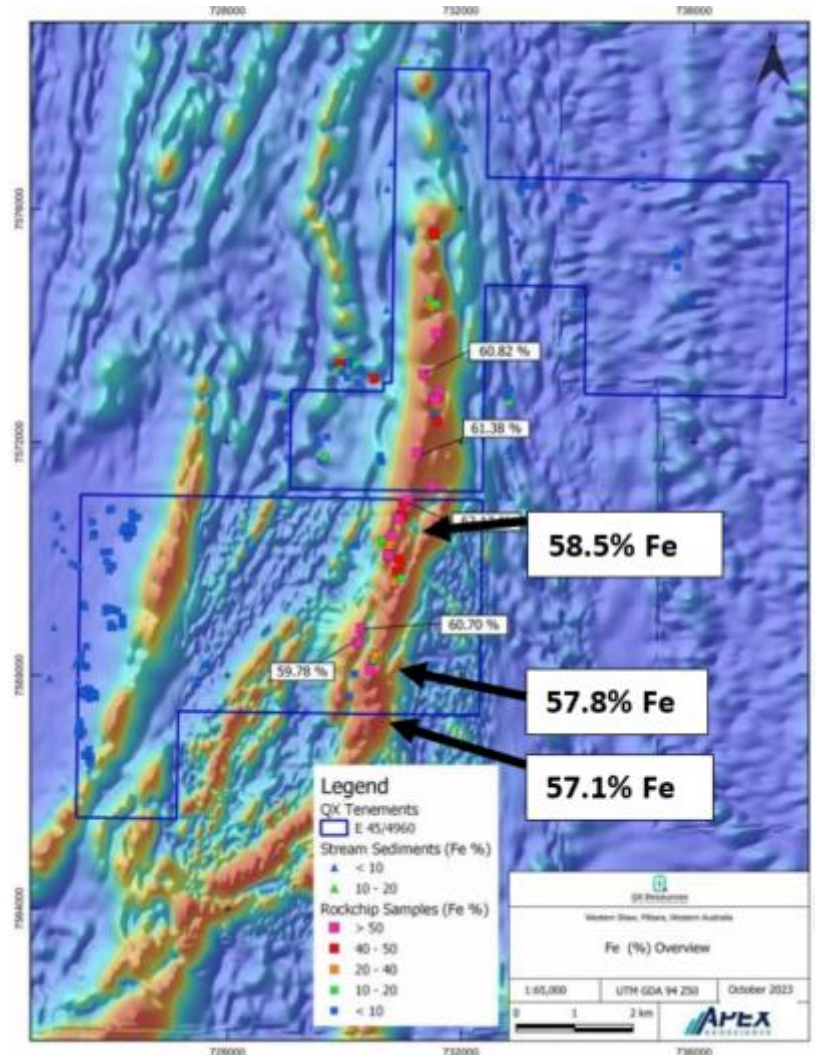 728000 732000 736000
7576000
60.82 %
61.38 %
7572000
58.5% Fe
60.70 %
59.78 %
7568000
57.8% Fe
57.1% Fe
Legend
QX Tenements
E 45/4960
Stream Sediments (Fe %)
< 10
10 - 20
Rockchip Samples (Fe %)
> 50
40 - 50
20 - 40
10 - 20
< 10
7564000
QX Resources
Western Shaw, Pilbara, Western Australia
Fe (%) Overview
1:65,000 UTM GDA 94 Z50 October 2023
0 1 2 km
APEX
GEOSCIENCE
728000 732000 736000